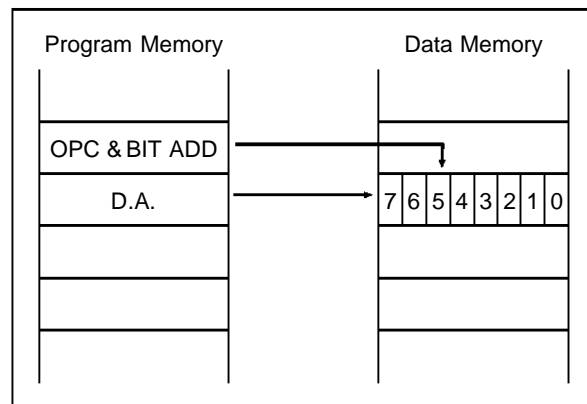 Program Memory
Data Memory
OPC & BIT ADD
D.A.
7 6 5 4 3 2 1 0